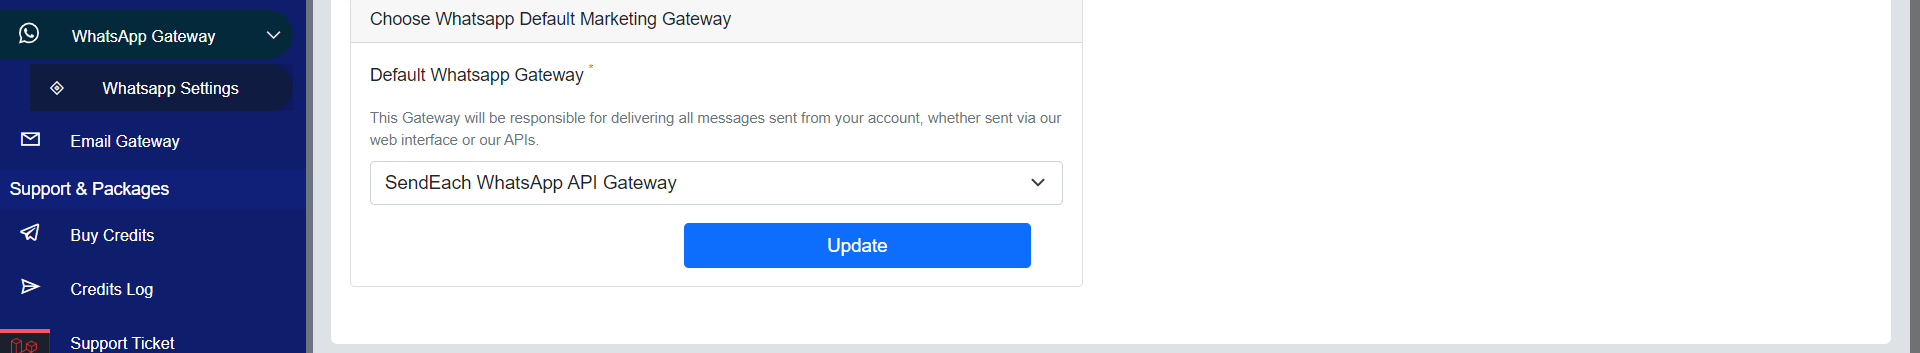 WhatsApp Gateway
Whatsapp Settings
Email Gateway
Support & Packages
Buy Credits
Credits Log
Support Ticket
Choose Whatsapp Default Marketing Gateway
Default Whatsapp Gateway *
This Gateway will be responsible for delivering all messages sent from your account, whether sent via our
web interface or our APIs.
SendEach WhatsApp API Gateway
Update